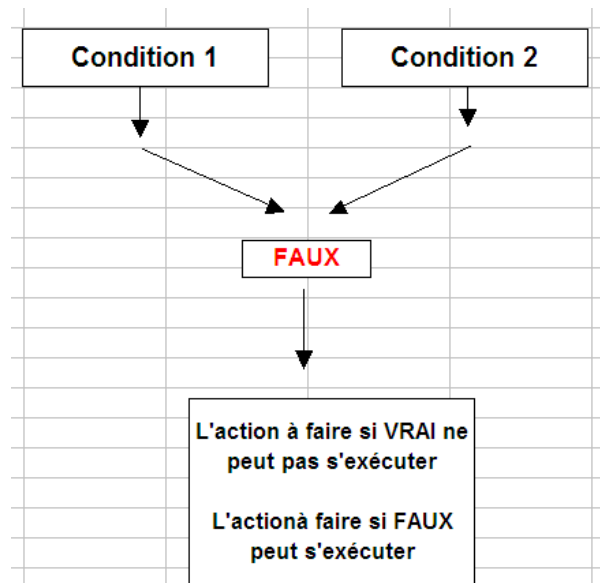 Condition 1
Condition 2
FAUX
L'action à faire si VRAI ne
peut pas s'exécuter
L'actionà faire si FAUX
peut s'exécuter